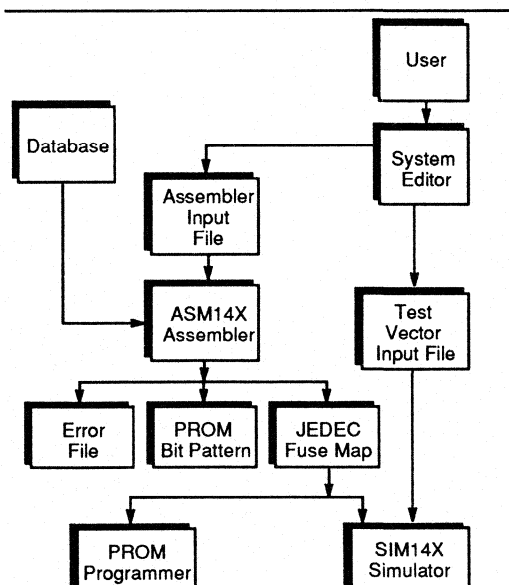 User
Database
System
Editor
Assembler
Input
File
ASM14X
Assembler
Test
Vector
Input File
Error
File
PROM
Bit Pattern
JEDEC
Fuse Map
PROM
Programmer
SIM14X
Simulator